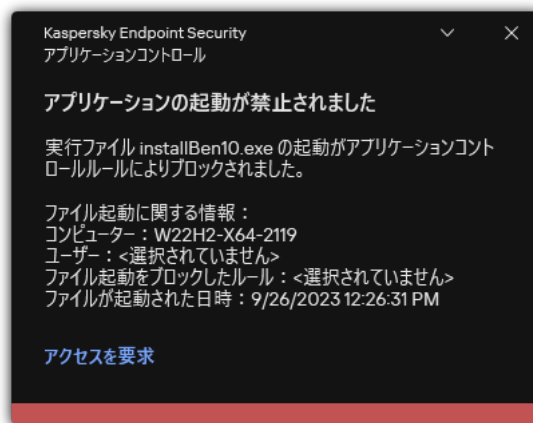 Kaspersky Endpoint Security
アプリケーションコントロール
アプリケーションの起動が禁止されました
実行ファイル installBen10.exe の起動がアプリケーションコント
ロールルールによりブロックされました。
ファイル起動に関する情報：
コンピューター：W22H2-X64-2119
ユーザー：<選択されていません>
ファイル起動をブロックしたルール：<選択されていません>
ファイルが起動された日時：9/26/2023 12:26:31 PM
アクセスを要求